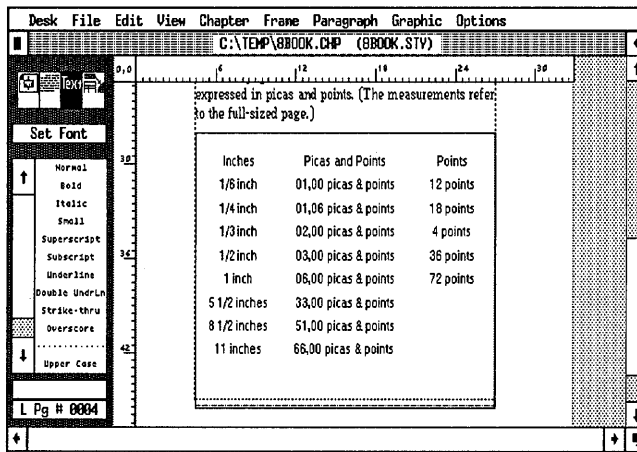 Desk File Edit View Chapter Frame Paragraph Graphic Options
C:\TEMP\8BOOK.CHP (8BOOK.STY)
0,0 6 12 18 24 30
Text
expressed in picas and points. (The measurements refer
to the full-sized page.)
Set Font
Normal
Bold
Italic
Small
Superscript
Subscript
Underline
Double UndrLn
Strike-thru
Overscore
Upper Case
30
36
42
Inches Picas and Points Points
1/6 inch 01,00 picas & points 12 points
1/4 inch 01,06 picas & points 18 points
1/3 inch 02,00 picas & points 4 points
1/2 inch 03,00 picas & points 36 points
1 inch 06,00 picas & points 72 points
5 1/2 inches 33,00 picas & points
8 1/2 inches 51,00 picas & points
11 inches 66,00 picas & points
L Pg # 0004